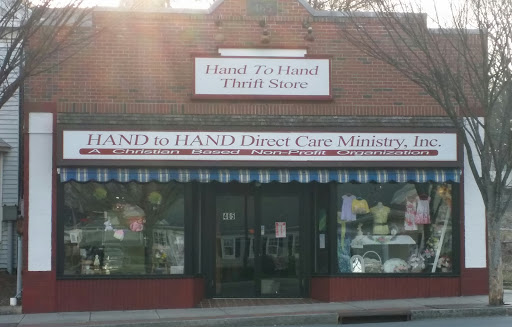 Hand To Hand
Thrift Store
HAND to HAND Direct Care Ministry, Inc.
A Christian Based Non-Profit Organization